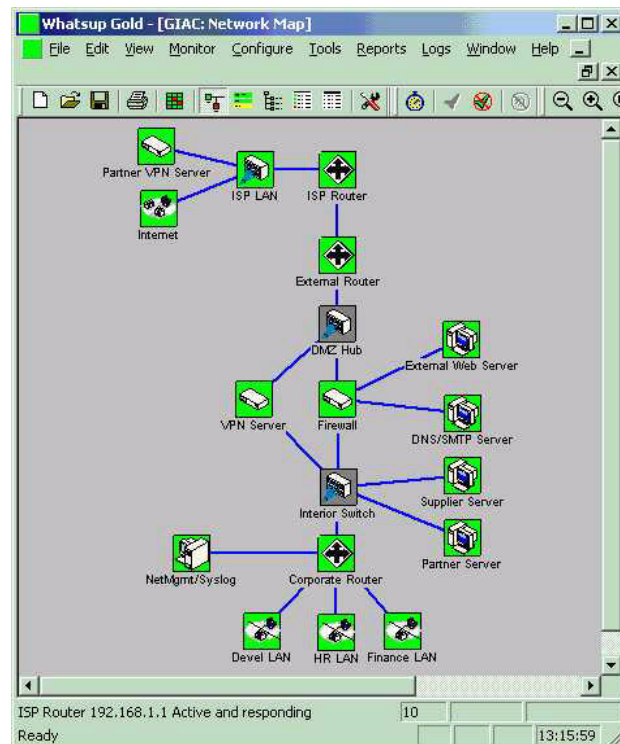 Whatsup Gold - [GIAC: Network Map]
File Edit View Monitor Configure Tools Reports Logs Window Help
Partner VPN Server
ISP LAN
ISP Router
Internet
External Router
DMZ Hub
External Web Server
VPN Server
Firewall
DNS/SMTP Server
Supplier Server
Interior Switch
Partner Server
NetMgmt/Syslog
Corporate Router
Devel LAN
HR LAN
Finance LAN
ISP Router 192.168.1.1 Active and responding
10
Ready
13:15:59